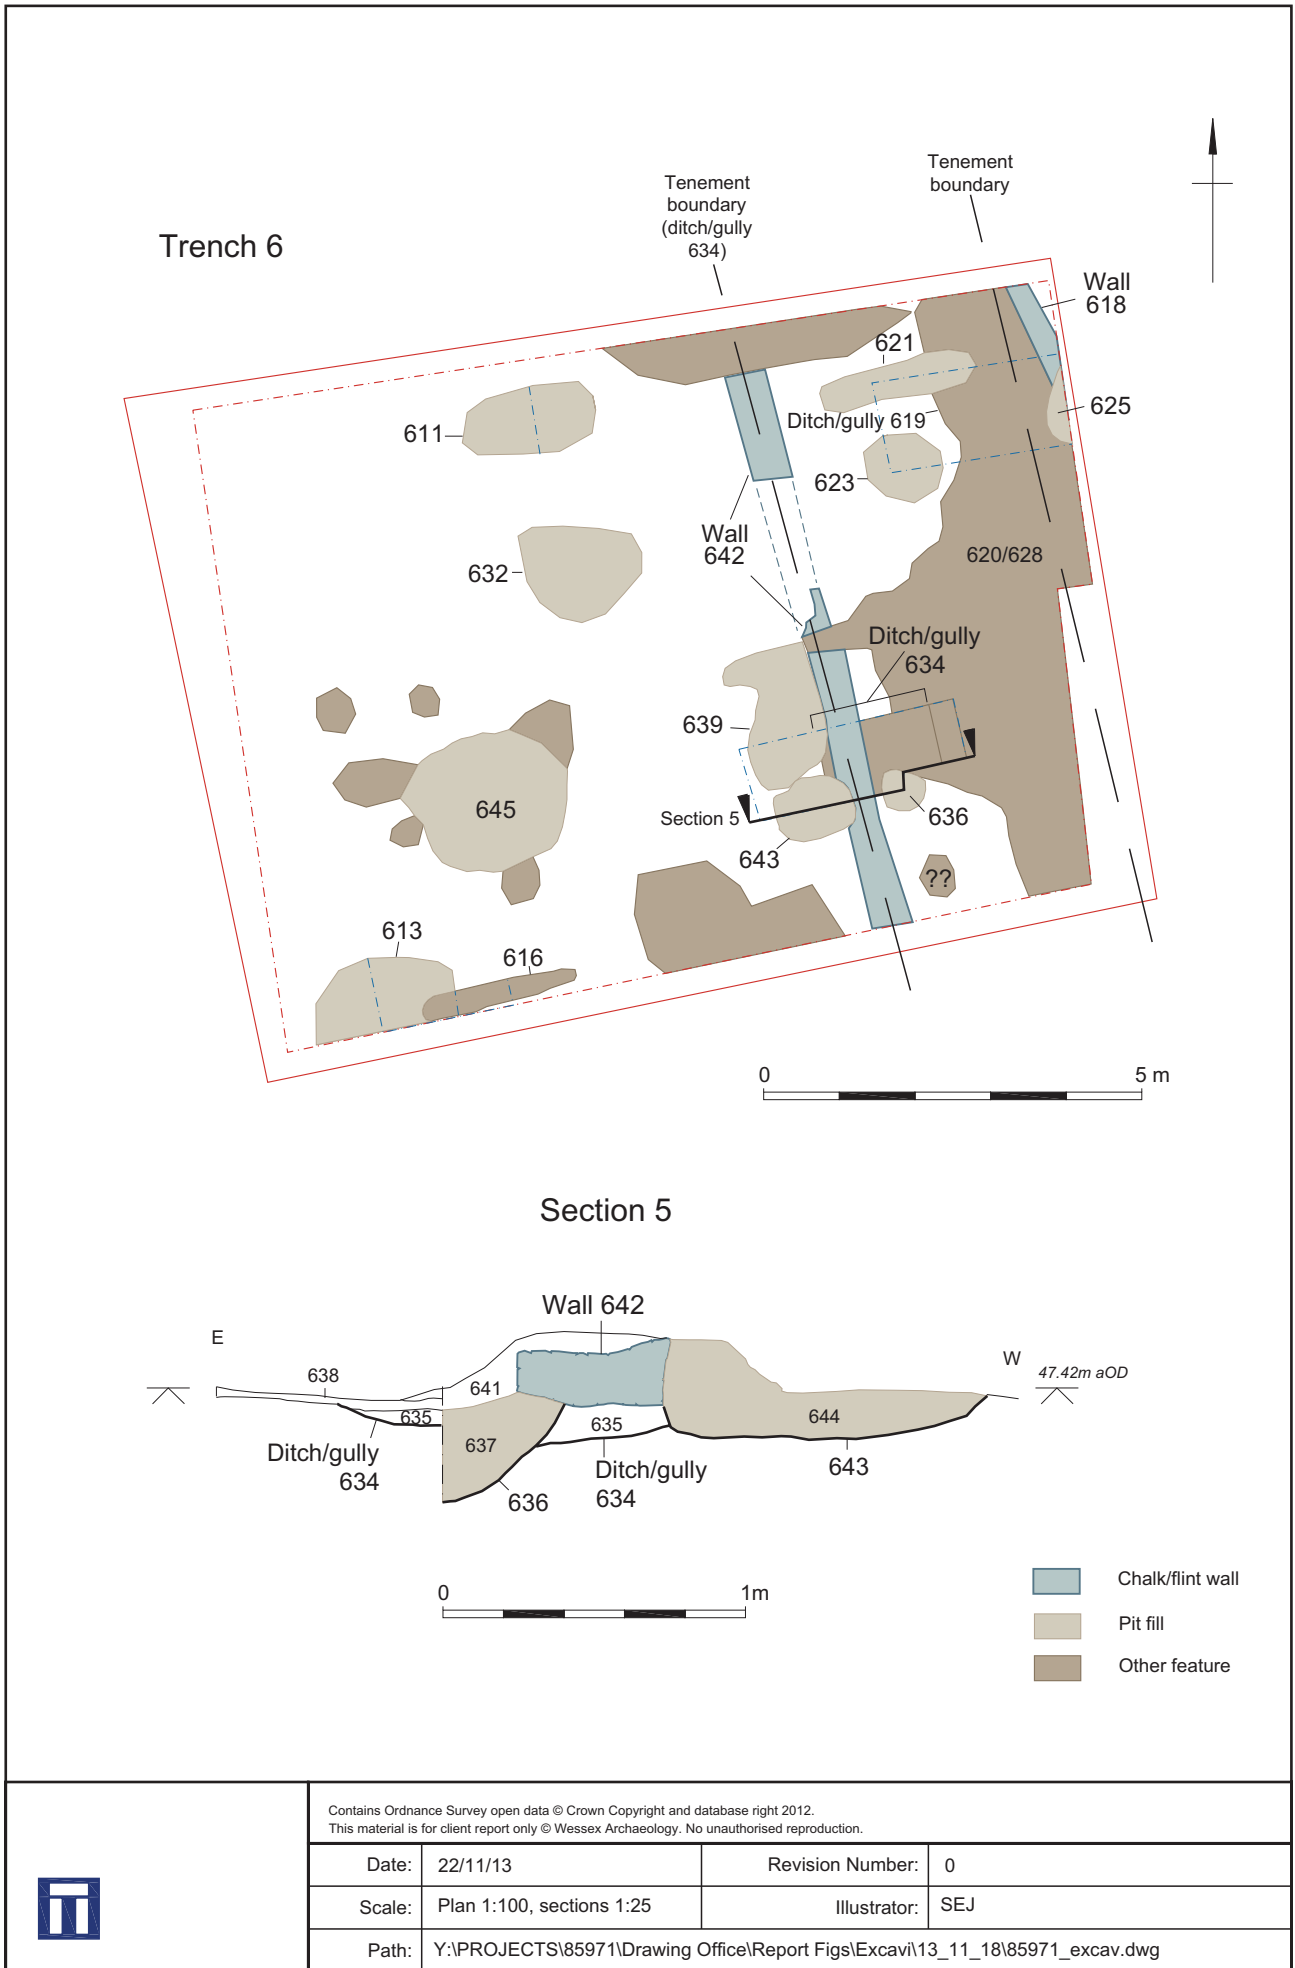 Trench 6
Tenement
boundary
(ditch/gully
634)
Tenement
boundary
Wall
618
621
625
Ditch/gully 619
611
623
Wall
642
632
620/628
Ditch/gully
634
639
645
Section 5
636
643
??
613
616
0
5 m
Section 5
Wall 642
E
W
47.42m aOD
638
641
635
635
644
637
Ditch/gully
634
Ditch/gully
634
643
636
0
1m
Chalk/flint wall
Pit fill
Other feature
Contains Ordnance Survey open data © Crown Copyright and database right 2012.
This material is for client report only © Wessex Archaeology. No unauthorised reproduction.
Date:
22/11/13
Revision Number:
0
Scale:
Plan 1:100, sections 1:25
Illustrator:
SEJ
Path:
Y:\PROJECTS\85971\Drawing Office\Report Figs\Excavi\13_11_18\85971_excav.dwg